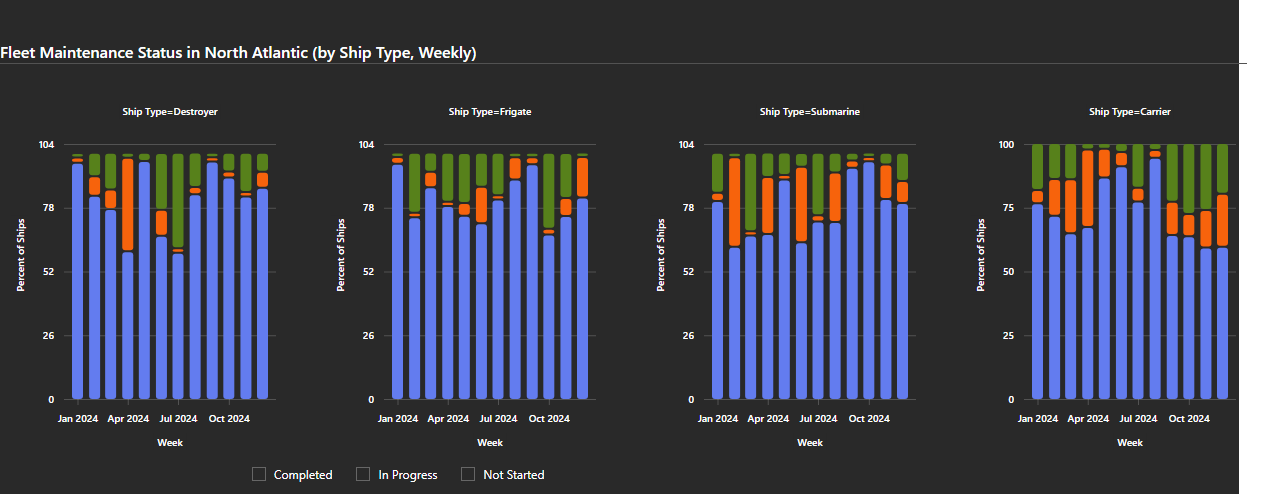 Fleet Maintenance Status in North Atlantic (by Ship Type, Weekly)
Ship Type=Destroyer
Ship Type=Frigate
Ship Type=Submarine
Ship Type=Carrier
104
78
52
26
0
Percent of Ships
Jan 2024 Apr 2024 Jul 2024 Oct 2024
Week
104
78
52
26
0
Percent of Ships
Jan 2024 Apr 2024 Jul 2024 Oct 2024
Week
104
78
52
26
0
Percent of Ships
Jan 2024 Apr 2024 Jul 2024 Oct 2024
Week
100
75
50
25
0
Percent of Ships
Jan 2024 Apr 2024 Jul 2024 Oct 2024
Week
Completed In Progress Not Started